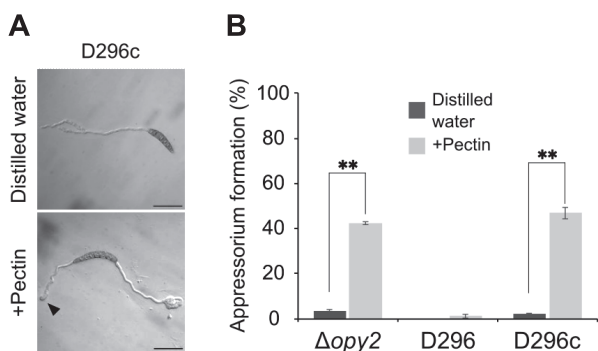 A
D296c
Distilled water
+Pectin
B
Appressorium formation (%)
100
80
60
40
20
0
Distilled
water
+Pectin
**
**
Δopy2
D296
D296c